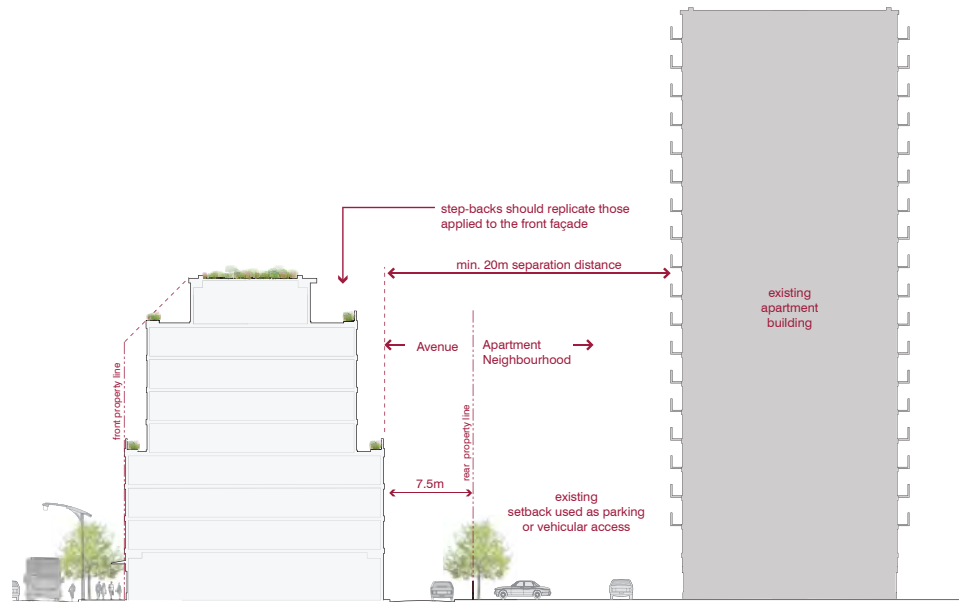 step-backs should replicate those
applied to the front façade
min. 20m separation distance
existing
apartment
building
Avenue
Apartment
Neighbourhood
front property line
rear property line
7.5m
existing
setback used as parking
or vehicular access